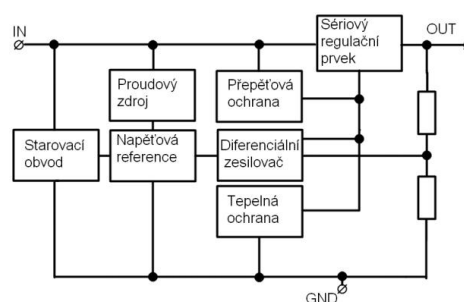 IN
Sériový
regulační
prvek
OUT
Proudový
zdroj
Přepěťová
ochrana
Starovací
obvod
Napěťová
reference
Diferenciální
zesilovač
Tepelná
ochrana
GND